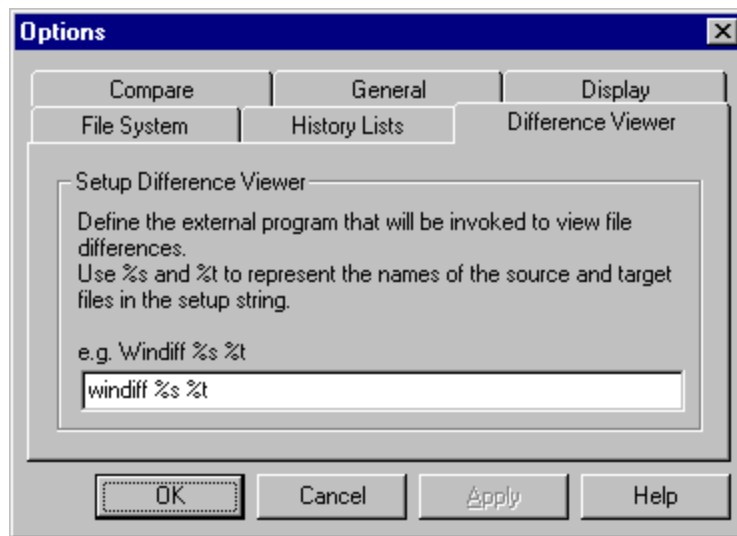 Options
Compare
General
Display
File System
History Lists
Difference Viewer
Setup Difference Viewer
Define the external program that will be invoked to view file
differences.
Use %s and %t to represent the names of the source and target
files in the setup string.
e.g. Windiff %s %t
windiff %s %t
OK
Cancel
Apply
Help